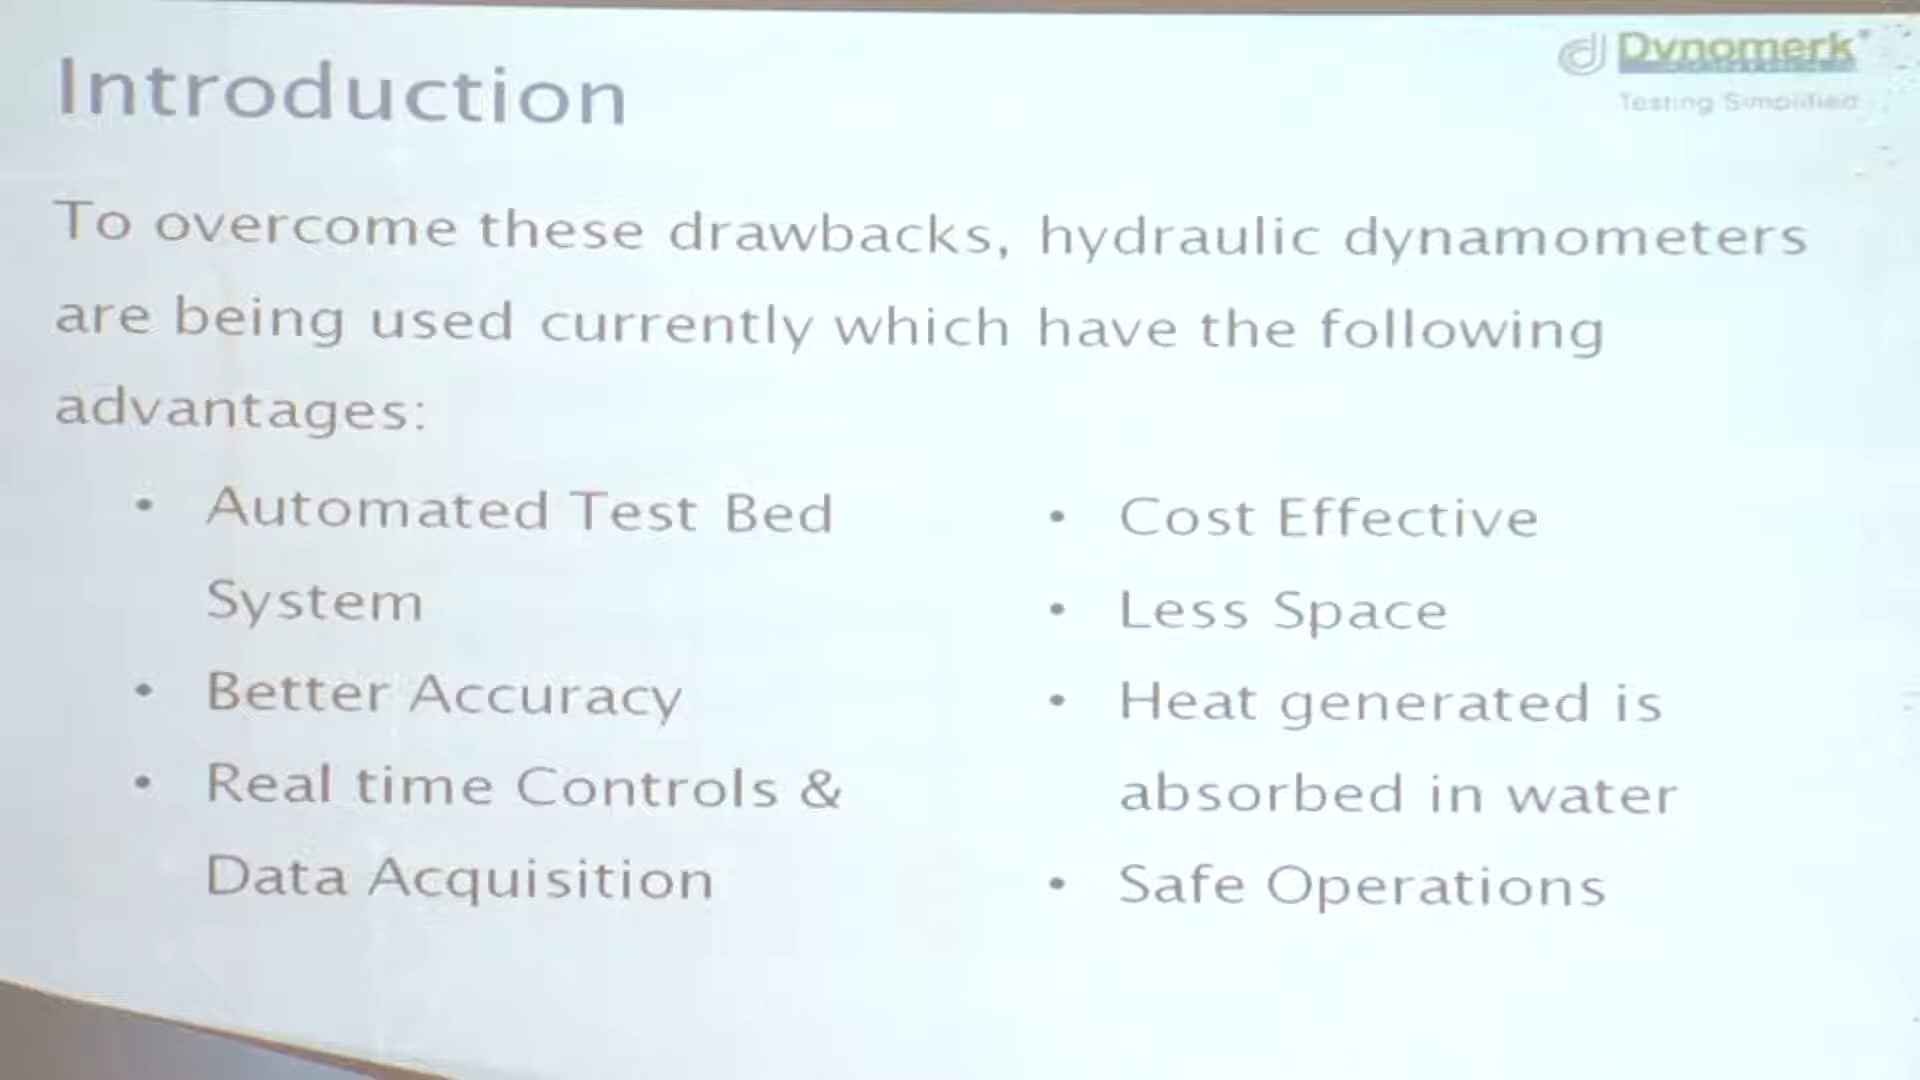 Introduction
Dynomerk
Testing Simplified
To overcome these drawbacks, hydraulic dynamometers
are being used currently which have the following
advantages:
• Automated Test Bed
System
• Better Accuracy
• Real time Controls &
Data Acquisition
• Cost Effective
• Less Space
• Heat generated is
absorbed in water
• Safe Operations